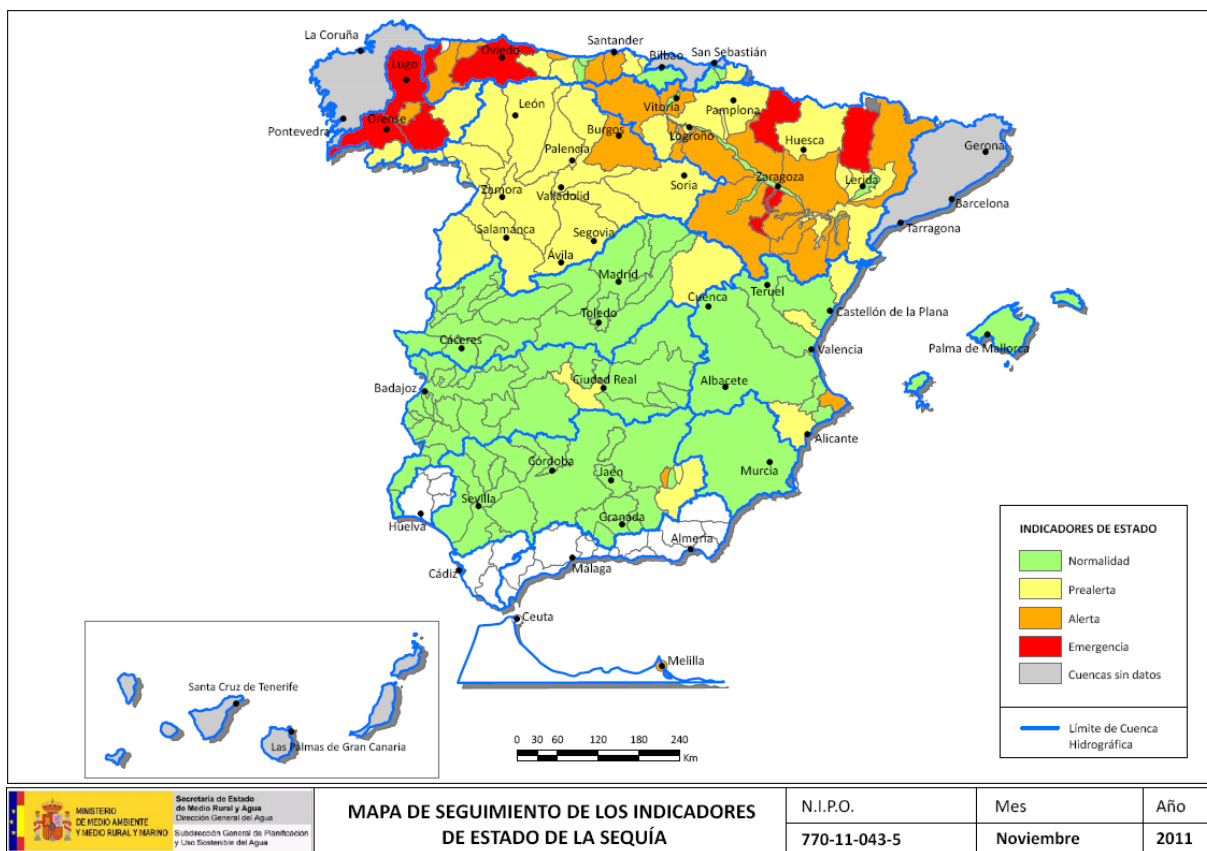 La Coruña
Lugo
Oviedo
Santander
Bilbao
San Sebastián
Pontevedra
Orense
León
Vitoria
Pamplona
Burgos
Logroño
Huesca
Gerona
Palencia
Zamora
Valladolid
Soria
Zaragoza
Lerida
Barcelona
Tarragona
Salamanca
Segovia
Ávila
Madrid
Teruel
Cuenca
Castellón de la Plana
Toledo
Cáceres
Valencia
Palma de Mallorca
Badajoz
Ciudad Real
Albacete
Alicante
Córdoba
Jaén
Murcia
Sevilla
Huelva
Granada
Almería
Cádiz
Málaga
Ceuta
Melilla
Santa Cruz de Tenerife
Las Palmas de Gran Canaria
0 30 60 120 180 240
Km
INDICADORES DE ESTADO
Normalidad
Prealerta
Alerta
Emergencia
Cuencas sin datos
Límite de Cuenca
Hidrográfica
MINISTERIO
DE MEDIO AMBIENTE
Y MEDIO RURAL Y MARINO
Secretaría de Estado
de Medio Rural y Agua
Dirección General del Agua
Subdirección General de Planificación
y Uso Sostenible del Agua
MAPA DE SEGUIMIENTO DE LOS INDICADORES
DE ESTADO DE LA SEQUÍA
N.I.P.O.
770-11-043-5
Mes
Noviembre
Año
2011